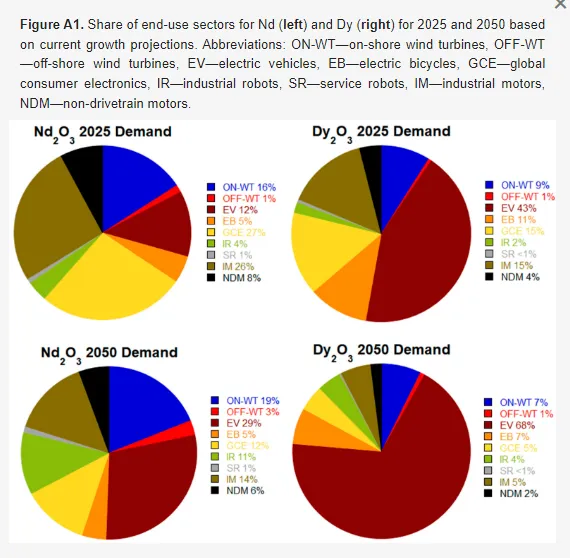 Figure A1. Share of end-use sectors for Nd (left) and Dy (right) for 2025 and 2050 based
on current growth projections. Abbreviations: ON-WT—on-shore wind turbines, OFF-WT
—off-shore wind turbines, EV—electric vehicles, EB—electric bicycles, GCE—global
consumer electronics, IR—industrial robots, SR—service robots, IM—industrial motors,
NDM—non-drivetrain motors.
Nd2O3 2025 Demand
ON-WT 16%
OFF-WT 1%
EV 12%
EB 5%
GCE 27%
IR 4%
SR 1%
IM 26%
NDM 8%
Dy2O3 2025 Demand
ON-WT 9%
OFF-WT 1%
EV 43%
EB 11%
GCE 15%
IR 2%
SR <1%
IM 15%
NDM 4%
Nd2O3 2050 Demand
ON-WT 19%
OFF-WT 3%
EV 29%
EB 5%
GCE 12%
IR 11%
SR 1%
IM 14%
NDM 6%
Dy2O3 2050 Demand
ON-WT 7%
OFF-WT 1%
EV 68%
EB 7%
GCE 5%
IR 4%
SR <1%
IM 5%
NDM 2%